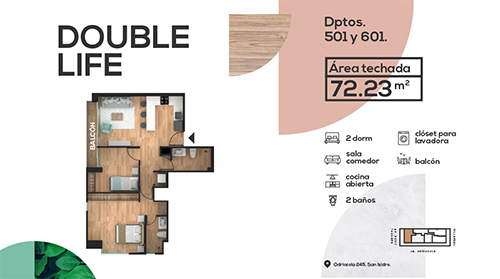 DOUBLE
LIFE
BALCÓN
Dptos.
501 y 601.
Área techada
72.23 m²
2 dorm
sala
comedor
cocina
abierta
2 baños
clóset para
lavadora
balcón
Odriozola 245, San Isidro.